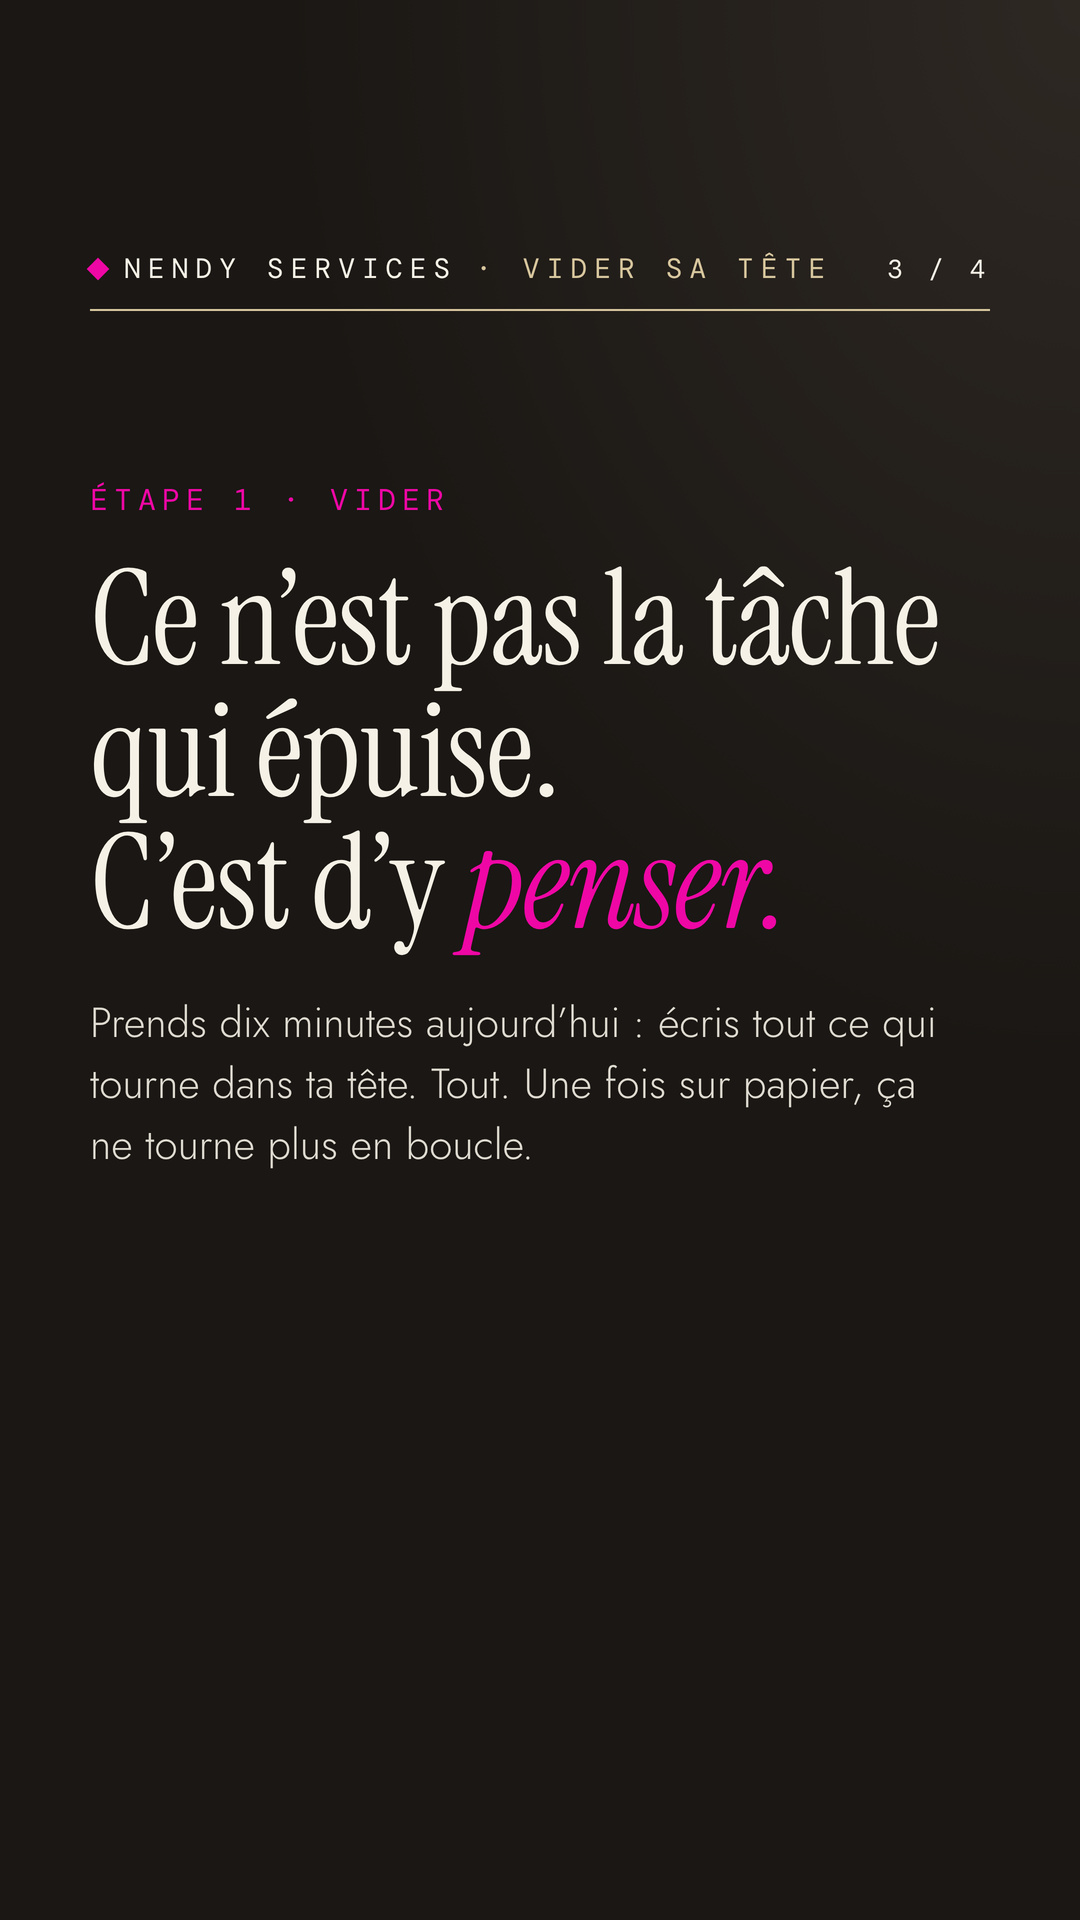 NENDY SERVICES · VIDER SA TÊTE 3 / 4
ÉTAPE 1 · VIDER
Ce n’est pas la tâche
qui épuise.
C’est d’y penser.
Prends dix minutes aujourd’hui : écris tout ce qui
tourne dans ta tête. Tout. Une fois sur papier, ça
ne tourne plus en boucle.